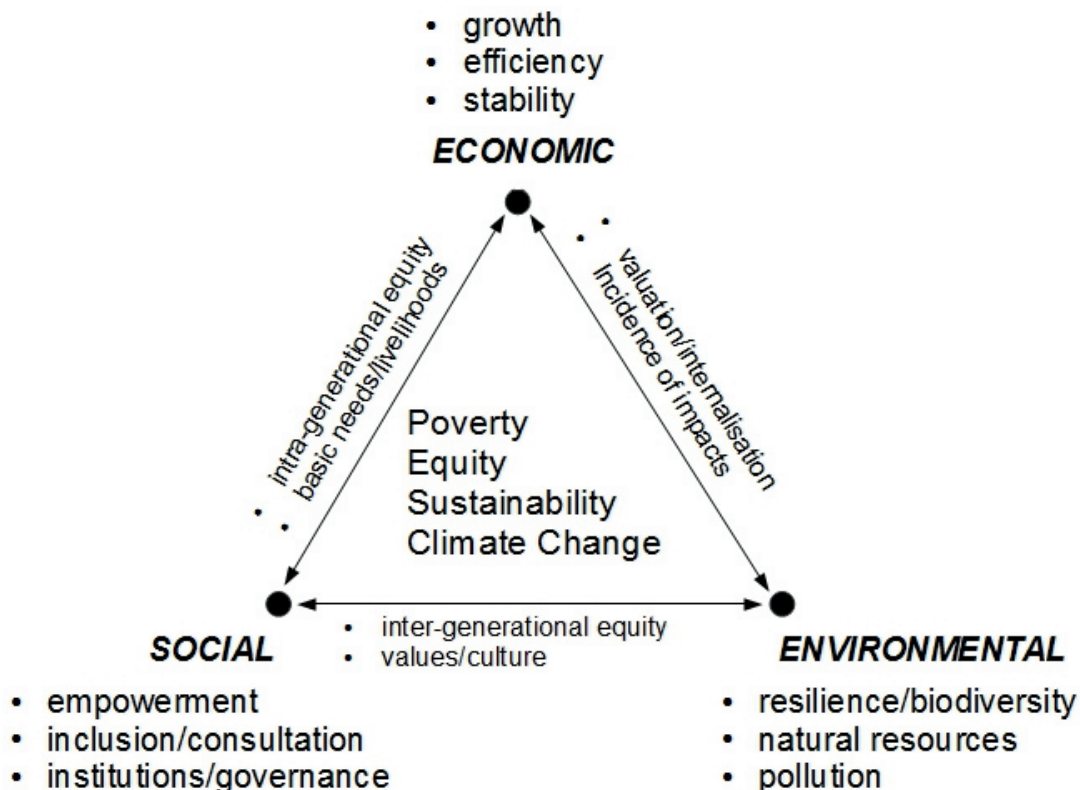 • growth
• efficiency
• stability
ECONOMIC
• intra-generational equity
• basic needs/livelihoods
• valuation/internalisation
• Incidence of impacts
Poverty
Equity
Sustainability
Climate Change
• inter-generational equity
• values/culture
SOCIAL
• empowerment
• inclusion/consultation
• institutions/governance
ENVIRONMENTAL
• resilience/biodiversity
• natural resources
• pollution